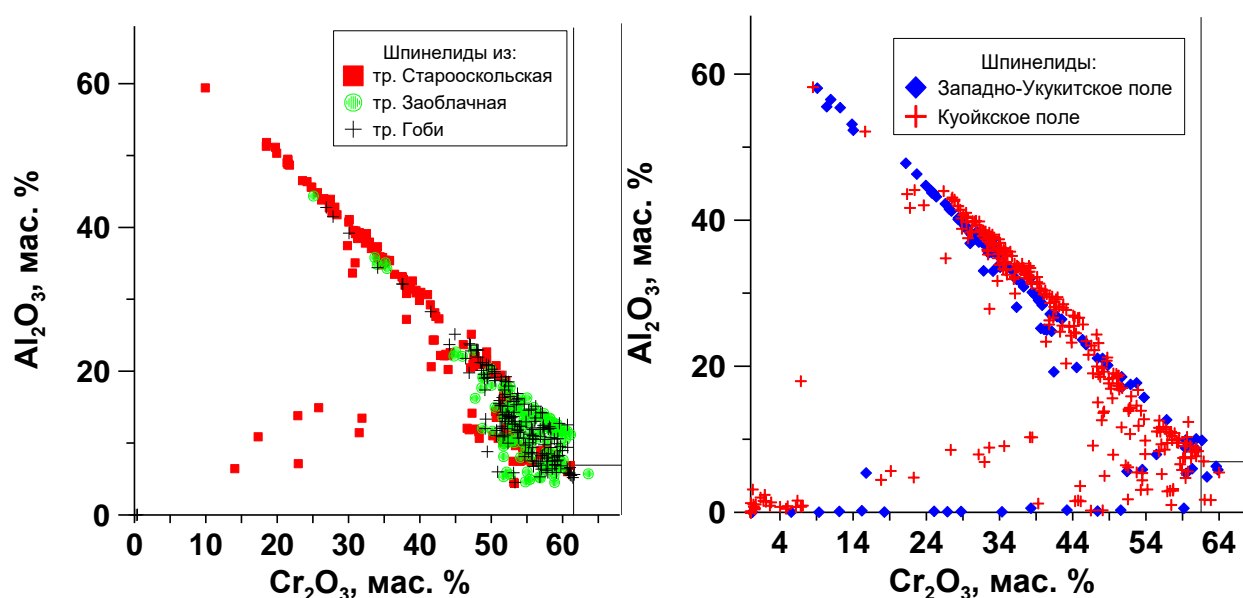 Al₂O₃, мас. %
60
40
20
0
0 10 20 30 40 50 60
Cr₂O₃, мас. %
Шпинелиды из:
тр. Старооскольская
тр. Заоблачная
тр. Гоби
Al₂O₃, мас. %
60
40
20
0
4 14 24 34 44 54 64
Cr₂O₃, мас. %
Шпинелиды:
Западно-Укукитское поле
Куойкское поле